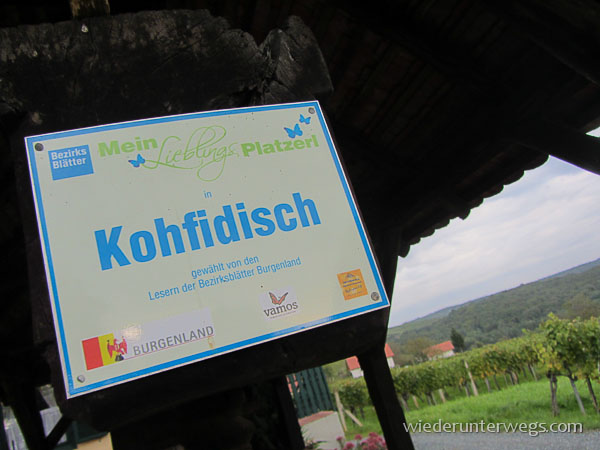 Bezirks
Blätter
Mein Lieblings Platzerl
in
Kohfidisch
gewählt von den
Lesern der Bezirksblätter Burgenland
vamos
BURGENLAND
wiederunterwegs.com